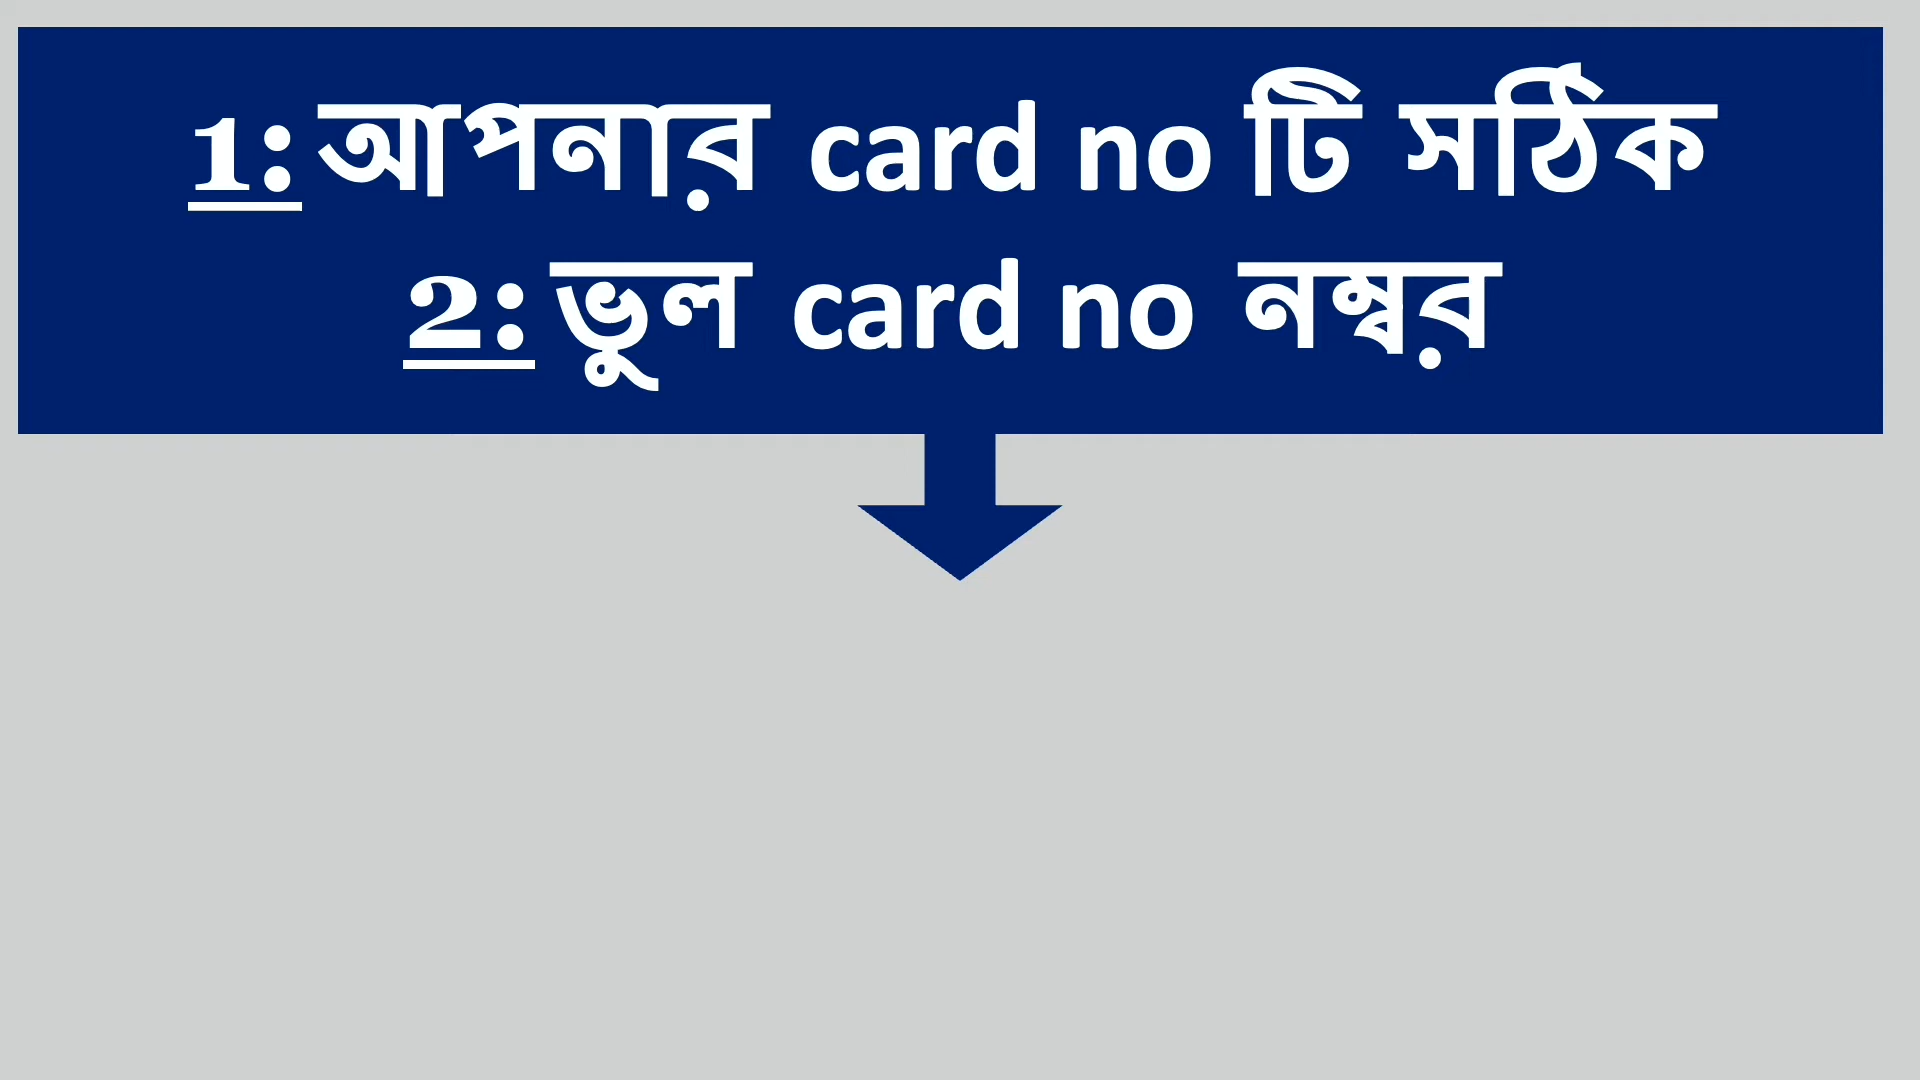 1: আপনার card no টি সঠিক
2: ভুল card no নম্বর